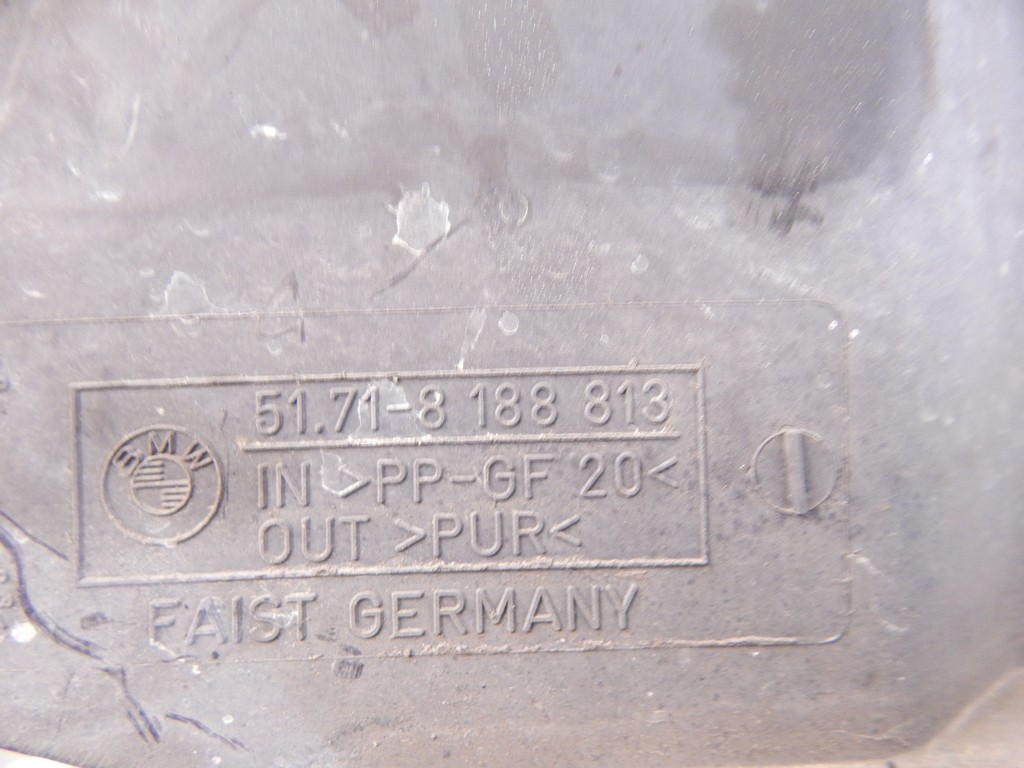 51.71-8 188 813
BMW
IN >PP-GF 20<
OUT >PUR<
FAIST GERMANY